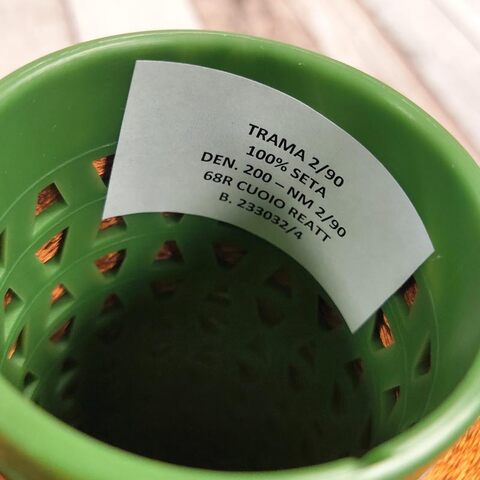 TRAMA 2/90
100% SETA
DEN. 200 – NM 2/90
68R CUOIO REATT
B. 233032/4